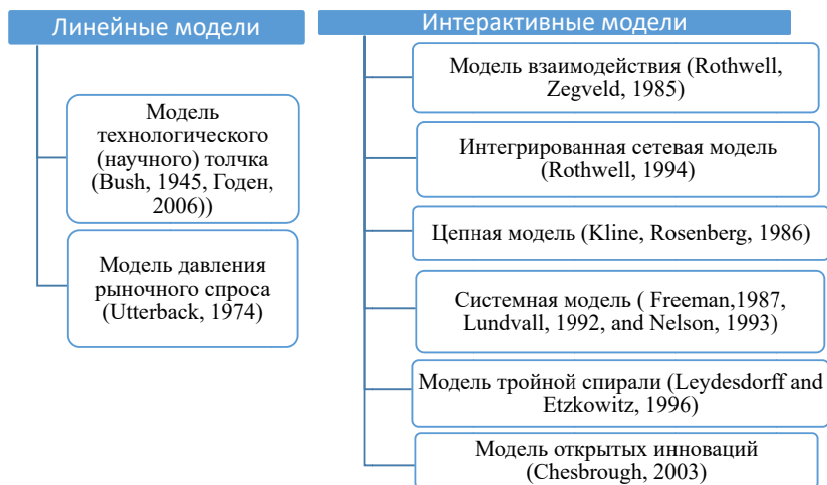 Линейные модели
Модель
технологического
(научного) толчка
(Bush, 1945, Годен,
2006))
Модель давления
рыночного спроса
(Utterback, 1974)
Интерактивные модели
Модель взаимодействия (Rothwell,
Zegveld, 1985)
Интегрированная сетевая модель
(Rothwell, 1994)
Цепная модель (Kline, Rosenberg, 1986)
Системная модель ( Freeman,1987,
Lundvall, 1992, and Nelson, 1993)
Модель тройной спирали (Leydesdorff and
Etzkowitz, 1996)
Модель открытых инноваций
(Chesbrough, 2003)